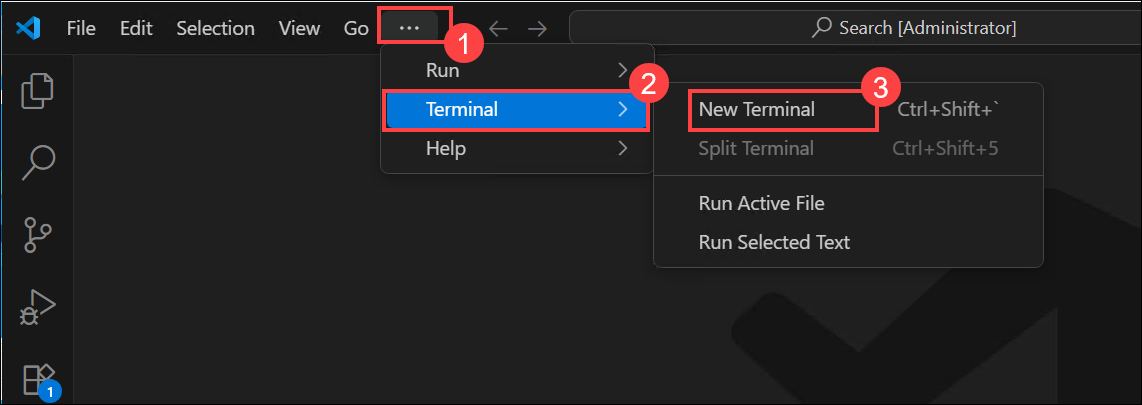 File Edit Selection View Go ... 1 Search [Administrator]
Run
Terminal 2
Help
New Terminal 3 Ctrl+Shift+`
Split Terminal Ctrl+Shift+5
Run Active File
Run Selected Text
1